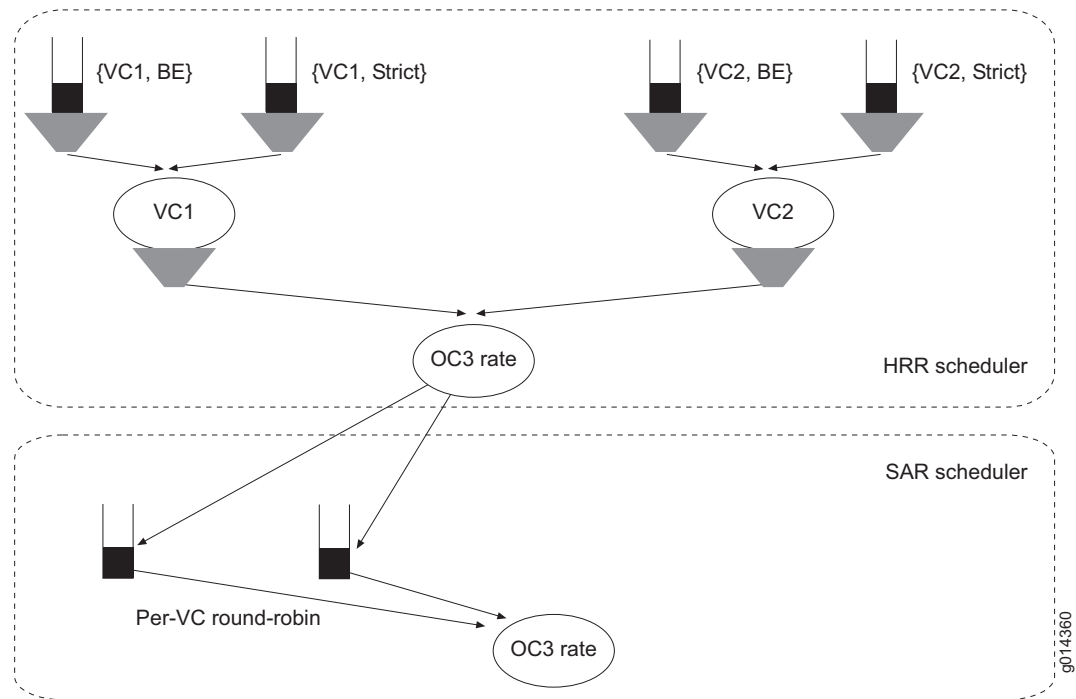 {VC1, BE}
{VC1, Strict}
{VC2, BE}
{VC2, Strict}
VC1
VC2
OC3 rate
HRR scheduler
SAR scheduler
Per-VC round-robin
OC3 rate
g014360